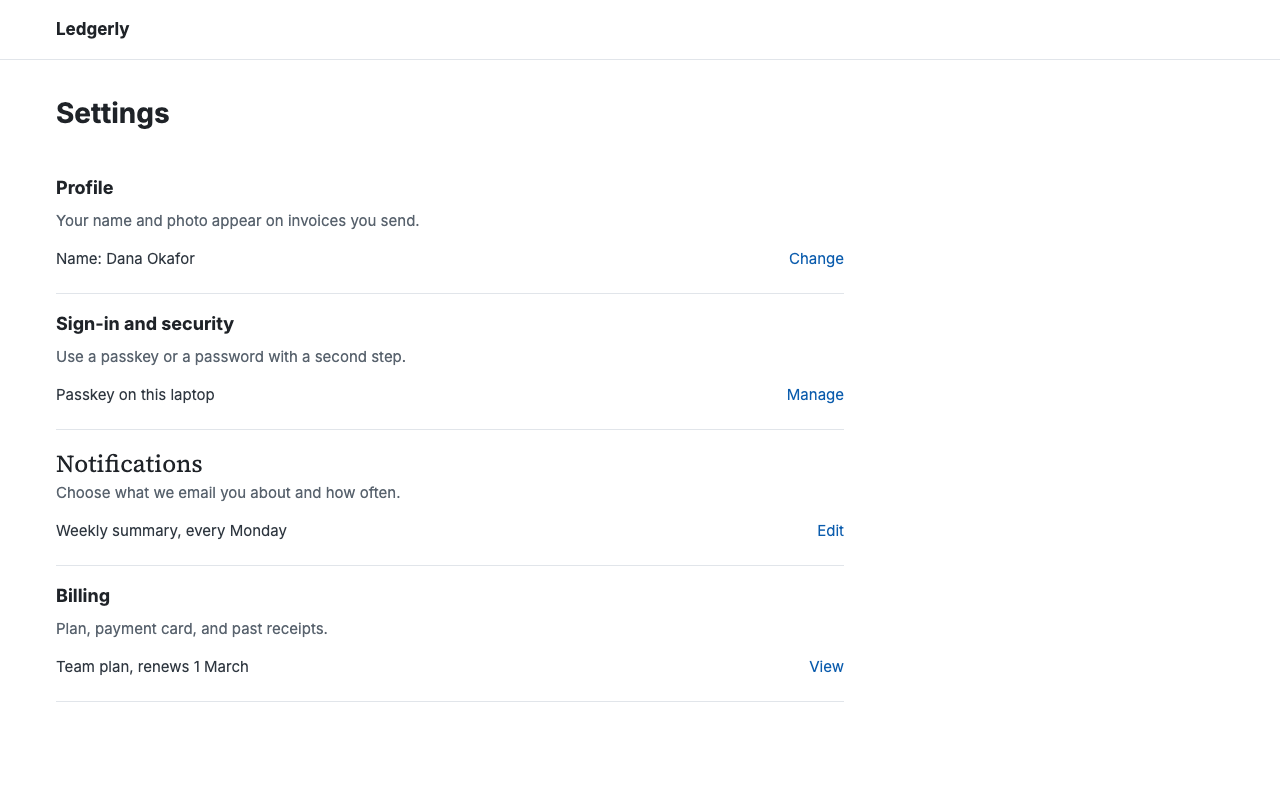 Ledgerly
Settings
Profile
Your name and photo appear on invoices you send.
Name: Dana Okafor
Change
Sign-in and security
Use a passkey or a password with a second step.
Passkey on this laptop
Manage
Notifications
Choose what we email you about and how often.
Weekly summary, every Monday
Edit
Billing
Plan, payment card, and past receipts.
Team plan, renews 1 March
View